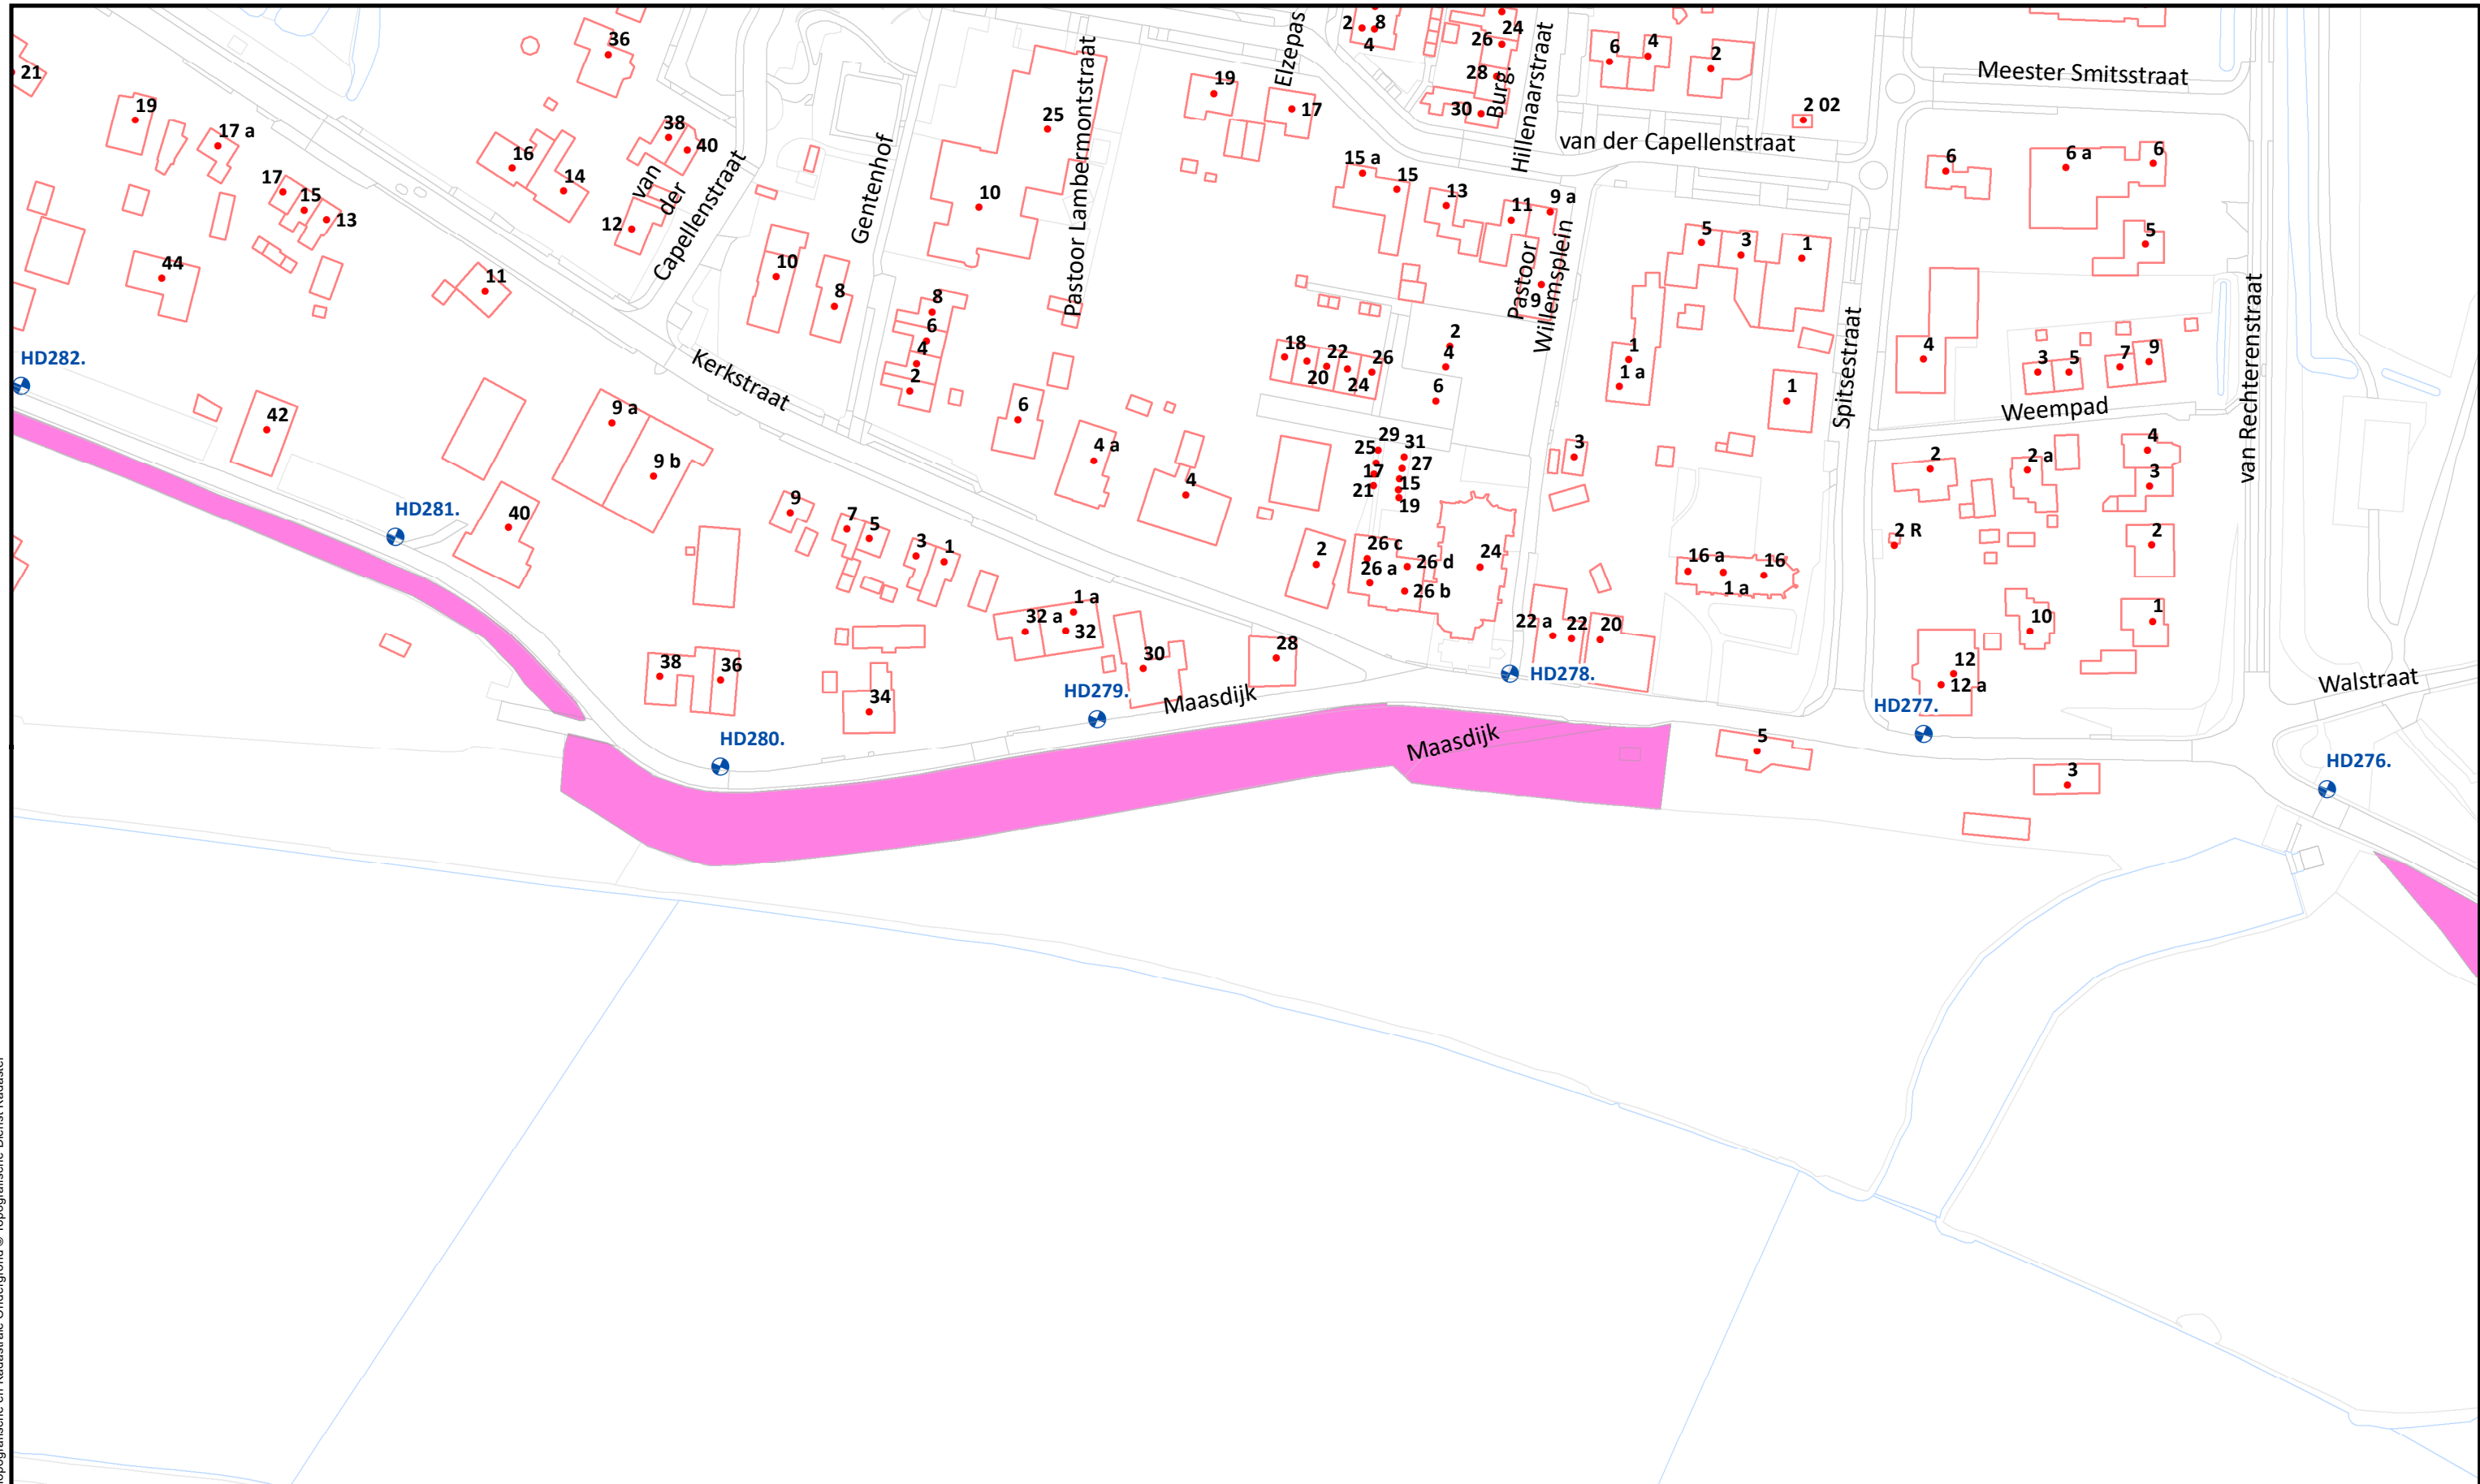 36
2
8
4
24
26
28
30
Burg.
Hillenaarstraat
Elzepas
6
4
2
Meester Smitsstraat
21
19
17 a
17
15
13
16
14
38
40
van
der
Capellenstraat
12
Gentenhof
25
10
Pastoor Lambermontstraat
19
17
2 02
van der Capellenstraat
15 a
15
13
11
9 a
9
Pastoor
Willemsplein
5
3
1
6
6 a
6
5
44
11
10
8
8
6
4
2
Kerkstraat
18
20
22
24
26
2
4
6
1
1 a
1
Spitsestraat
4
3
5
7
9
Weempad
van Rechterenstraat
HD282.
42
9 a
9 b
6
4 a
4
29
25
31
17
27
21
15
19
3
2
2 a
4
3
2 R
2
HD281.
40
9
7
5
3
1
2
26 c
26 a
26 d
26 b
24
16 a
1 a
16
10
1
1 a
32 a
32
30
28
22 a
22
20
38
36
34
HD280.
HD279.
Maasdijk
Maasdijk
HD278.
12
12 a
HD277.
Walstraat
5
3
HD276.